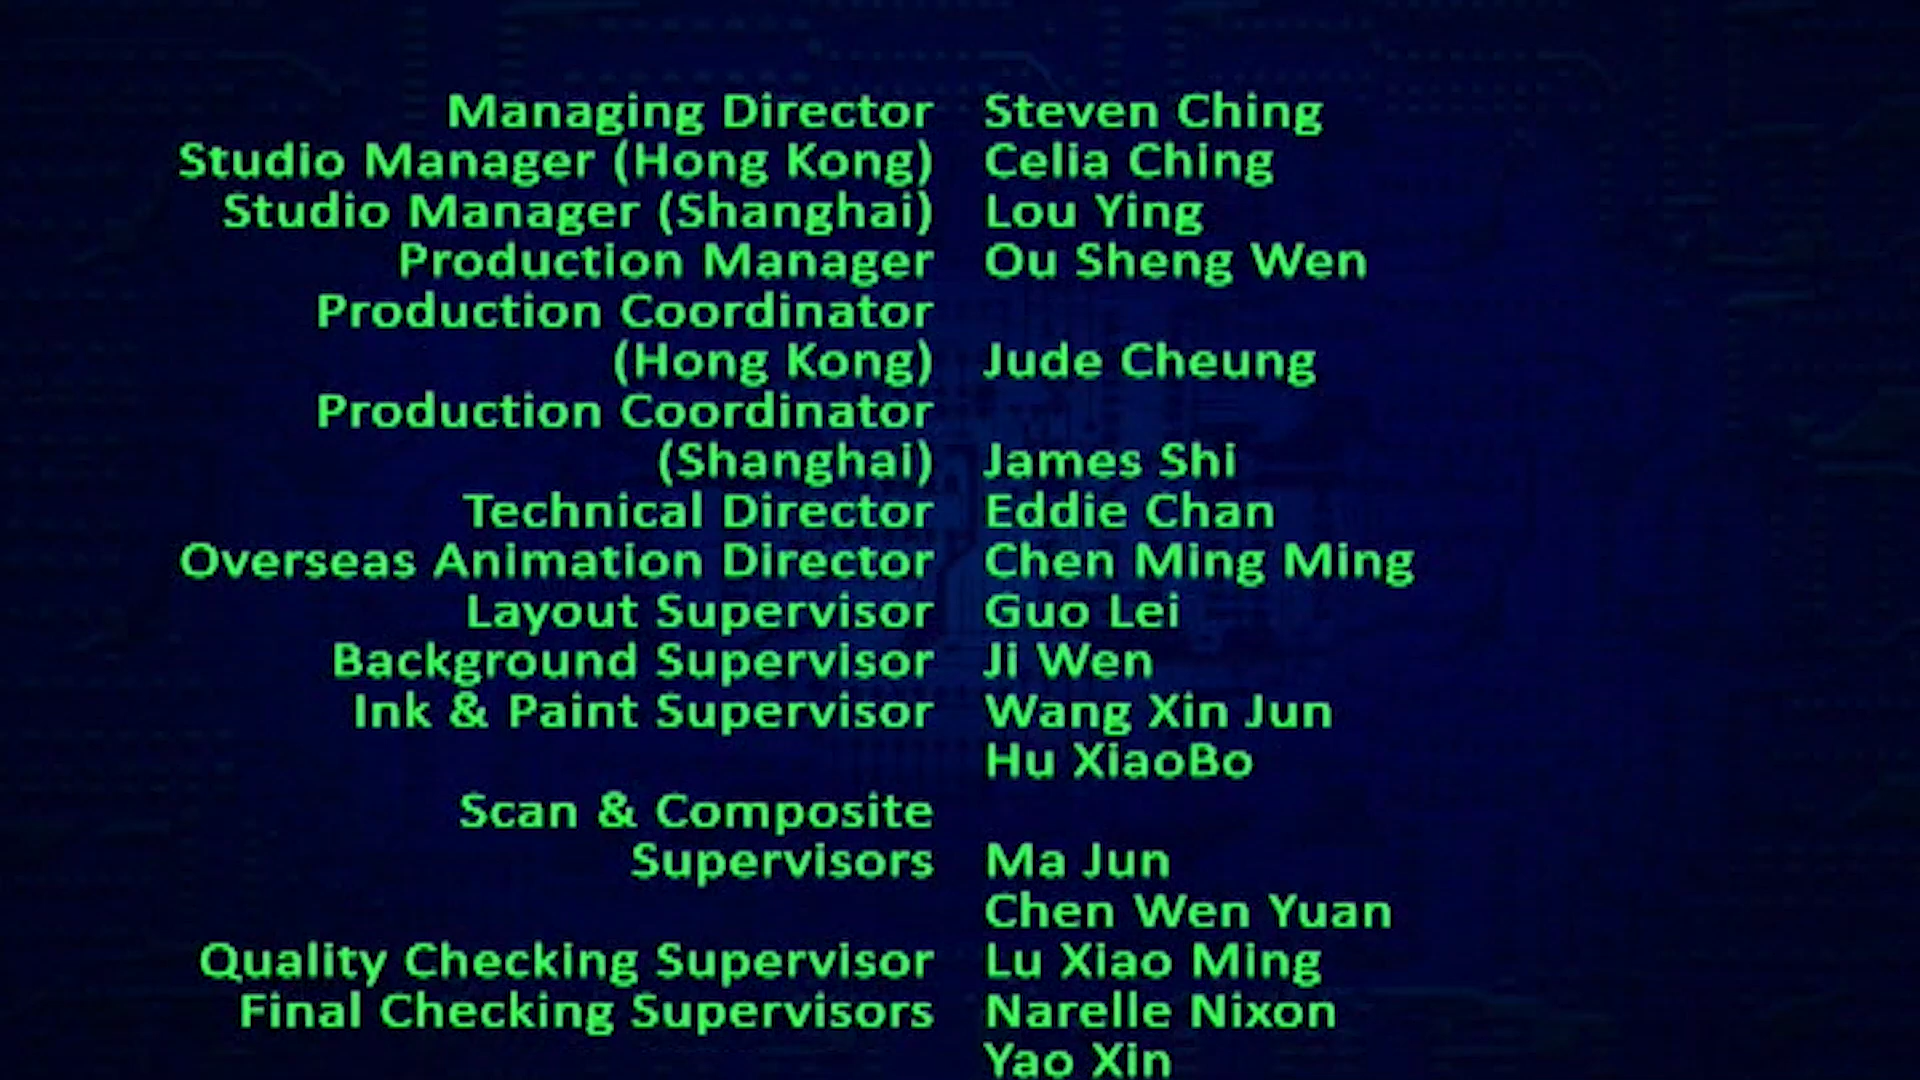 Managing Director Steven Ching
Studio Manager (Hong Kong) Celia Ching
Studio Manager (Shanghai) Lou Ying
Production Manager Ou Sheng Wen
Production Coordinator
(Hong Kong) Jude Cheung
Production Coordinator
(Shanghai) James Shi
Technical Director Eddie Chan
Overseas Animation Director Chen Ming Ming
Layout Supervisor Guo Lei
Background Supervisor Ji Wen
Ink & Paint Supervisor Wang Xin Jun
Hu XiaoBo
Scan & Composite
Supervisors Ma Jun
Chen Wen Yuan
Quality Checking Supervisor Lu Xiao Ming
Final Checking Supervisors Narelle Nixon
Yao Xin